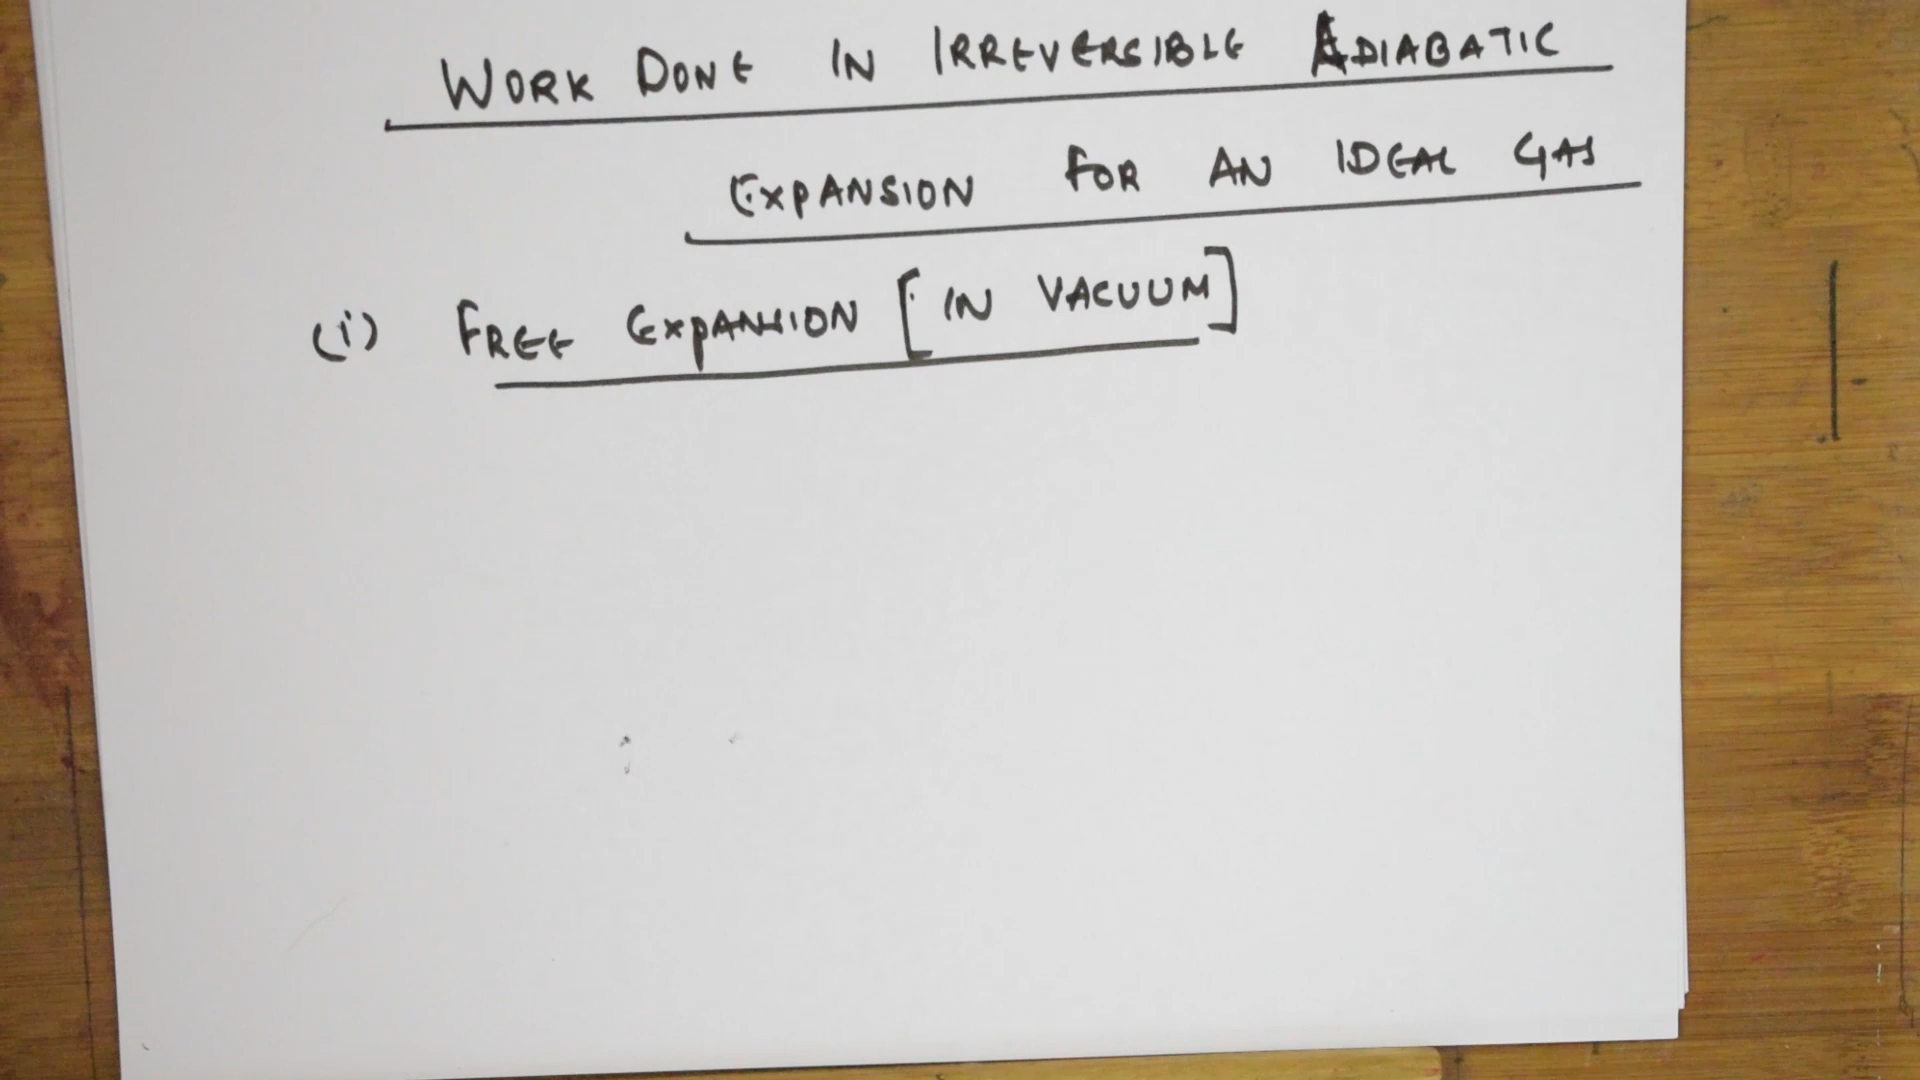 WORK DONE IN IRREVERSIBLE ADIABATIC
EXPANSION FOR AN IDEAL GAS
(i) FREE EXPANSION [IN VACUUM]